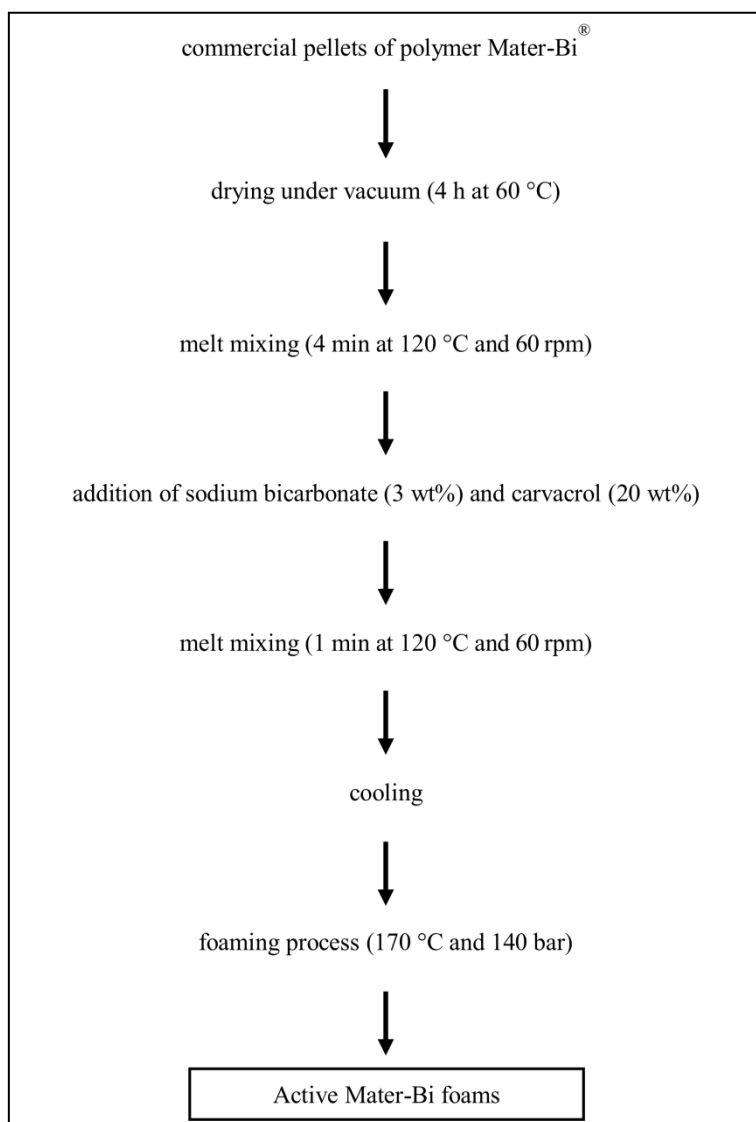 commercial pellets of polymer Mater-Bi®
drying under vacuum (4 h at 60 °C)
melt mixing (4 min at 120 °C and 60 rpm)
addition of sodium bicarbonate (3 wt%) and carvacrol (20 wt%)
melt mixing (1 min at 120 °C and 60 rpm)
cooling
foaming process (170 °C and 140 bar)
Active Mater-Bi foams